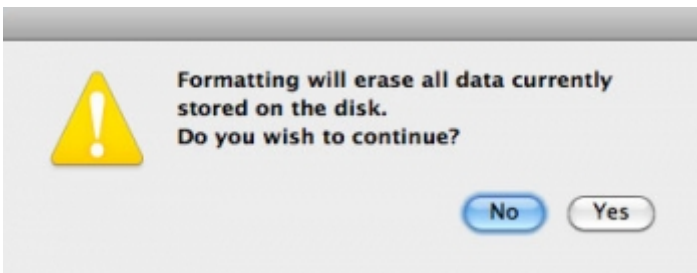 Formatting will erase all data currently
stored on the disk.
Do you wish to continue?
No Yes